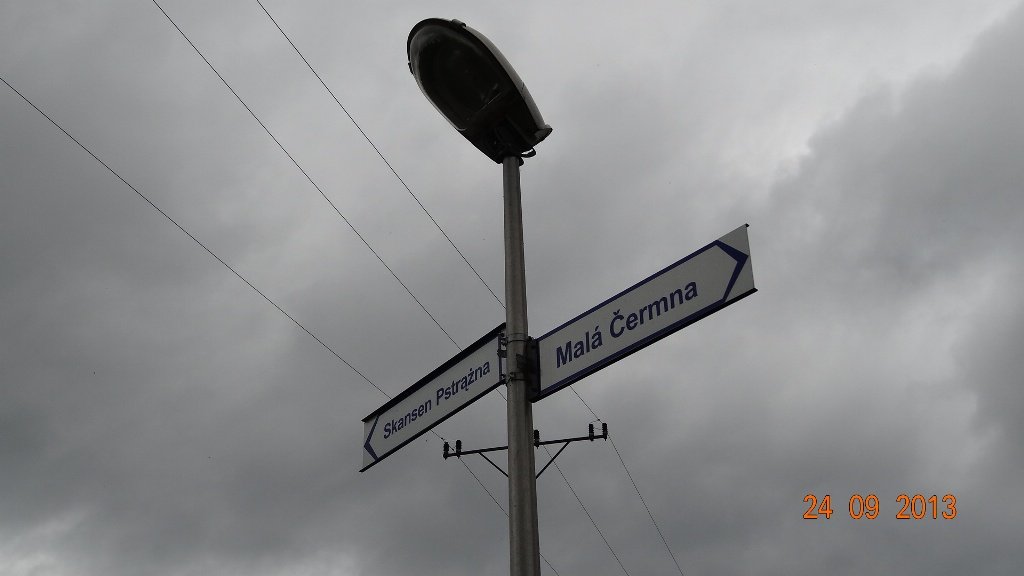 Malá Čermna
Skansen Pstrążna
24 09 2013